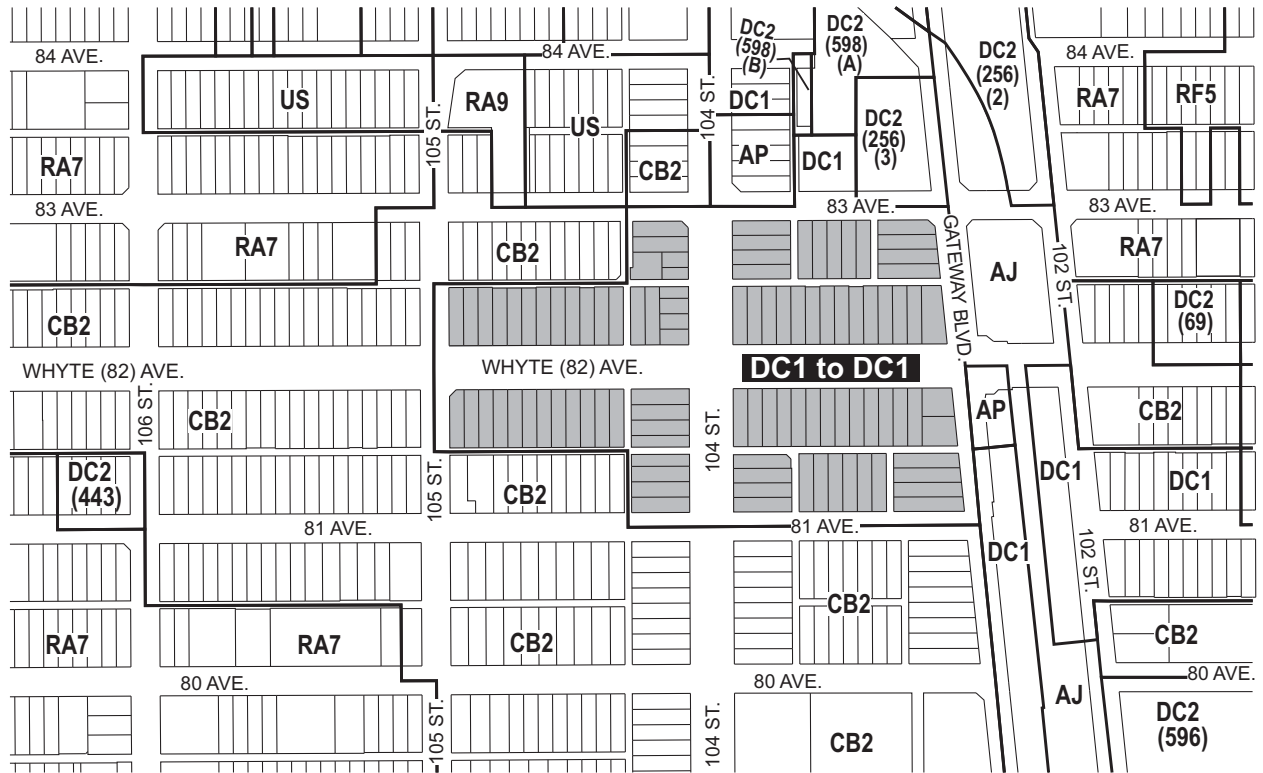 84 AVE.
84 AVE.
84 AVE.
DC2
(598)
(B)
DC2
(598)
(A)
DC2
(256)
(2)
US
RA9
US
104 ST.
DC1
DC2
(256)
(3)
RA7
RF5
105 ST.
RA7
CB2
AP
DC1
83 AVE.
83 AVE.
83 AVE.
RA7
CB2
GATEWAY BLVD.
AJ
102 ST.
RA7
CB2
DC2
(69)
WHYTE (82) AVE.
WHYTE (82) AVE.
DC1 to DC1
106 ST.
CB2
104 ST.
AP
CB2
DC2
(443)
105 ST.
CB2
DC1
DC1
81 AVE.
81 AVE.
81 AVE.
DC1
102 ST.
CB2
RA7
RA7
CB2
CB2
80 AVE.
80 AVE.
80 AVE.
105 ST.
104 ST.
CB2
AJ
DC2
(596)